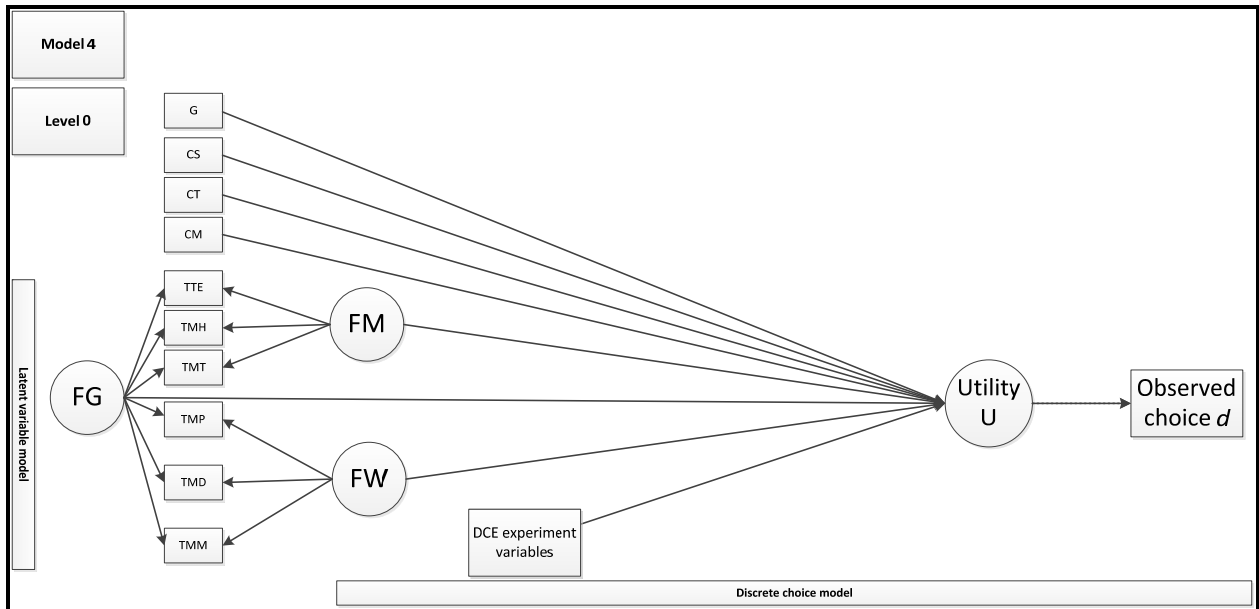 Model 4
Level 0
G
CS
CT
CM
TTE
TMH
TMT
TMP
TMD
TMM
FG
FM
FW
Latent variable model
DCE experiment
variables
Utility
U
Observed
choice d
Discrete choice model